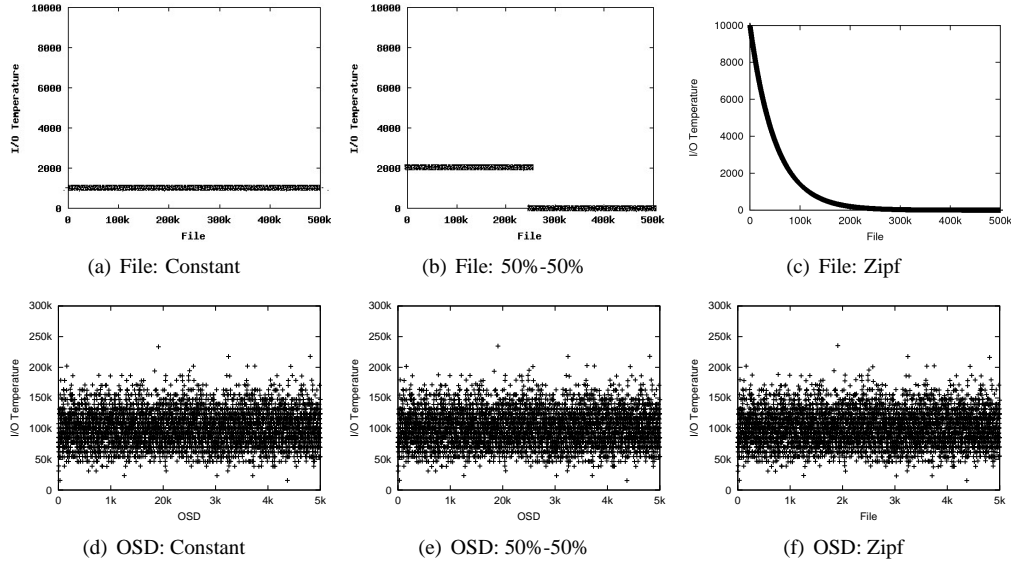 10000
8000
6000
4000
2000
0
I/O Temperature
0 100k 200k 300k 400k 500k
File
(a) File: Constant
10000
8000
6000
4000
2000
0
I/O Temperature
0 100k 200k 300k 400k 500k
File
(b) File: 50%-50%
10000
8000
6000
4000
2000
0
I/O Temperature
0 100k 200k 300k 400k 500k
File
(c) File: Zipf
300k
250k
200k
150k
100k
50k
0
I/O Temperature
0 1k 2k 3k 4k 5k
OSD
(d) OSD: Constant
300k
250k
200k
150k
100k
50k
0
I/O Temperature
0 1k 2k 3k 4k 5k
OSD
(e) OSD: 50%-50%
300k
250k
200k
150k
100k
50k
0
I/O Temperature
0 1k 2k 3k 4k 5k
File
(f) OSD: Zipf